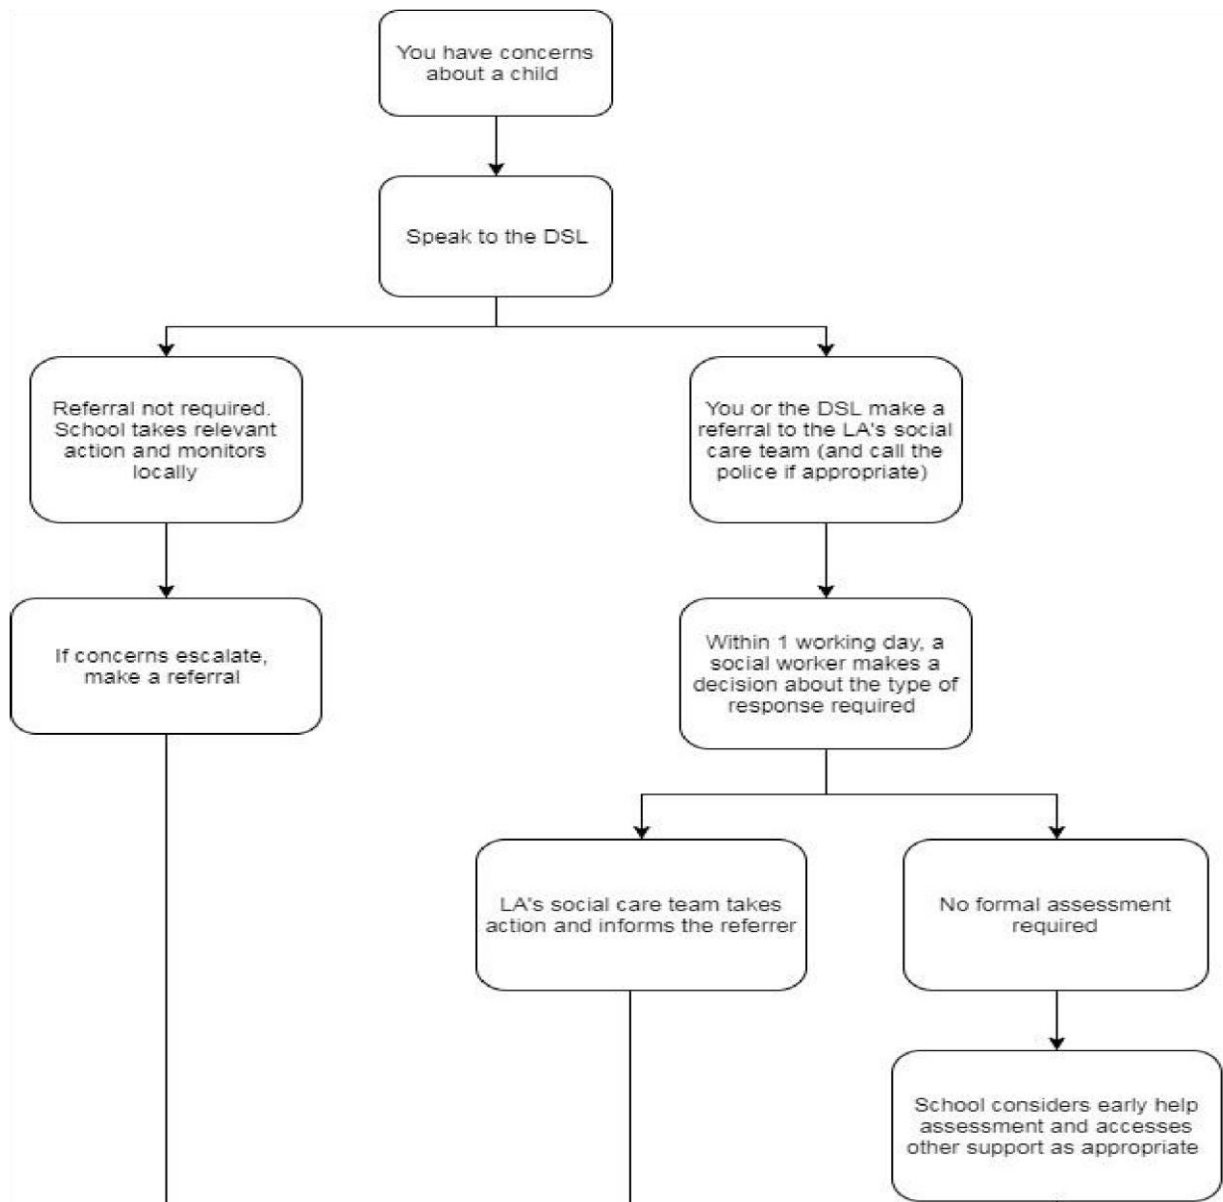 You have concerns
about a child
Speak to the DSL
Referral not required.
School takes relevant
action and monitors
locally
You or the DSL make a
referral to the LA's social
care team (and call the
police if appropriate)
If concerns escalate,
make a referral
Within 1 working day, a
social worker makes a
decision about the type of
response required
LA's social care team takes
action and informs the referrer
No formal assessment
required
School considers early help
assessment and accesses
other support as appropriate